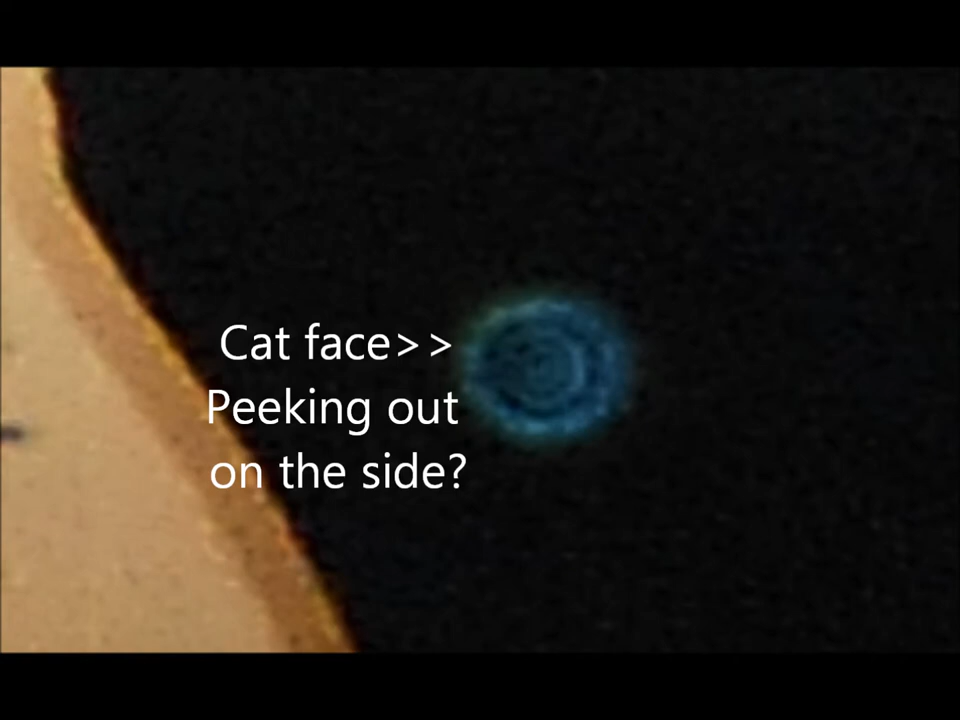 Cat face>>
Peeking out
on the side?